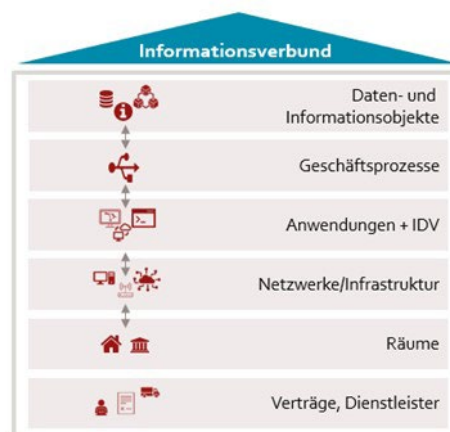 Informationsverbund
Daten- und
Informationsobjekte
Geschäftsprozesse
Anwendungen + IDV
Netzwerke/Infrastruktur
Räume
Verträge, Dienstleister